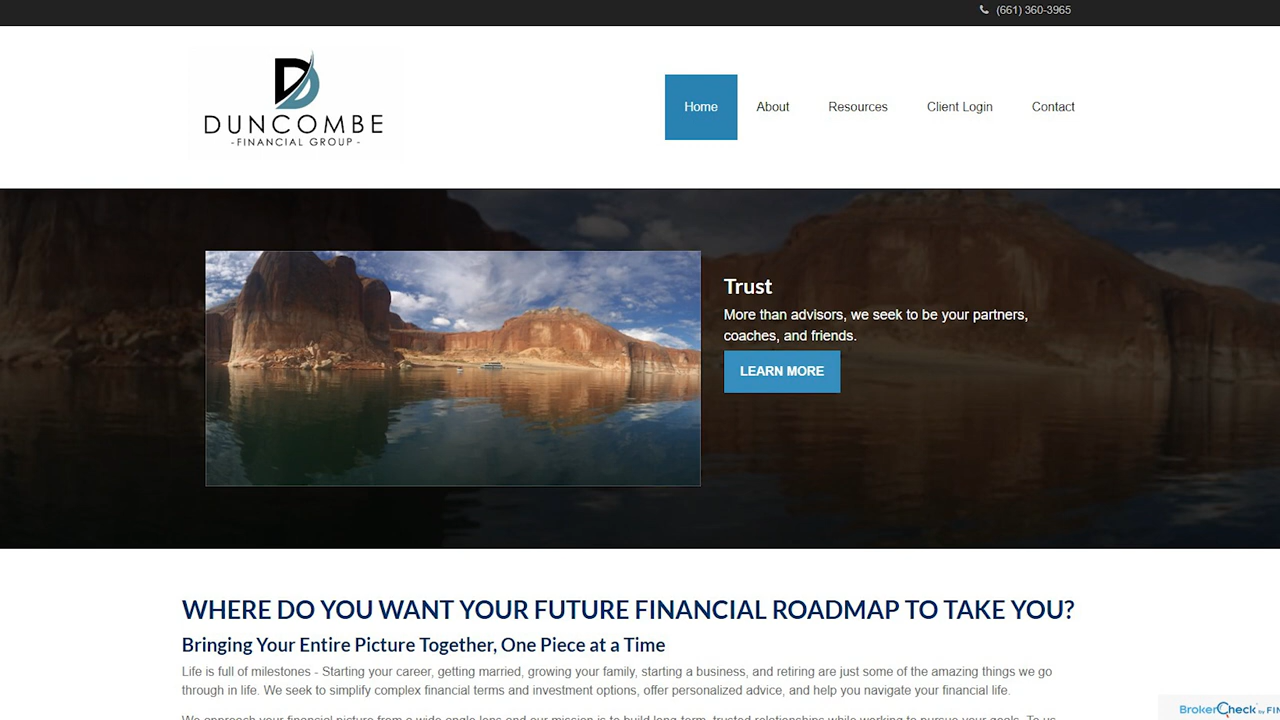 (661) 360-3965
DUNCOMBE
-FINANCIAL GROUP-
Home
About
Resources
Client Login
Contact
Trust
More than advisors, we seek to be your partners,
coaches, and friends.
LEARN MORE
WHERE DO YOU WANT YOUR FUTURE FINANCIAL ROADMAP TO TAKE YOU?
Bringing Your Entire Picture Together, One Piece at a Time
Life is full of milestones - Starting your career, getting married, growing your family, starting a business, and retiring are just some of the amazing things we go
through in life. We seek to simplify complex financial terms and investment options, offer personalized advice, and help you navigate your financial life.
We approach your financial picture from a wide-angle lens and our mission is to build long-term, trusted relationships while working to pursue your goals. To us,
BrokerCheck by FIN